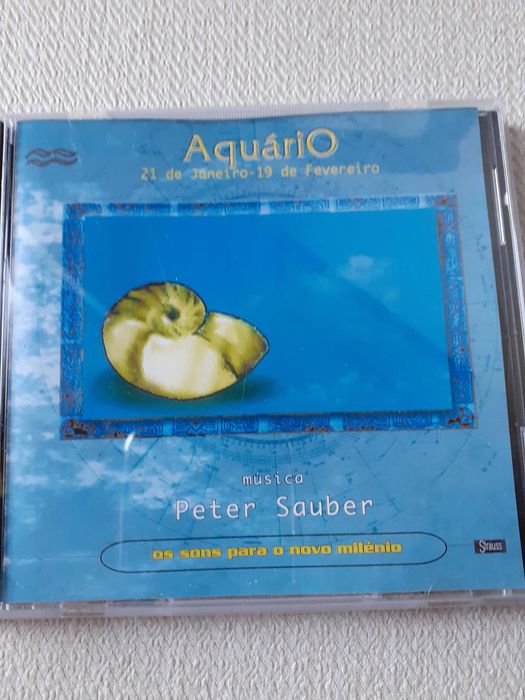 AquáriO
21 de Janeiro-19 de Fevereiro
música
Peter Sauber
os sons para o novo milénio
Strauss